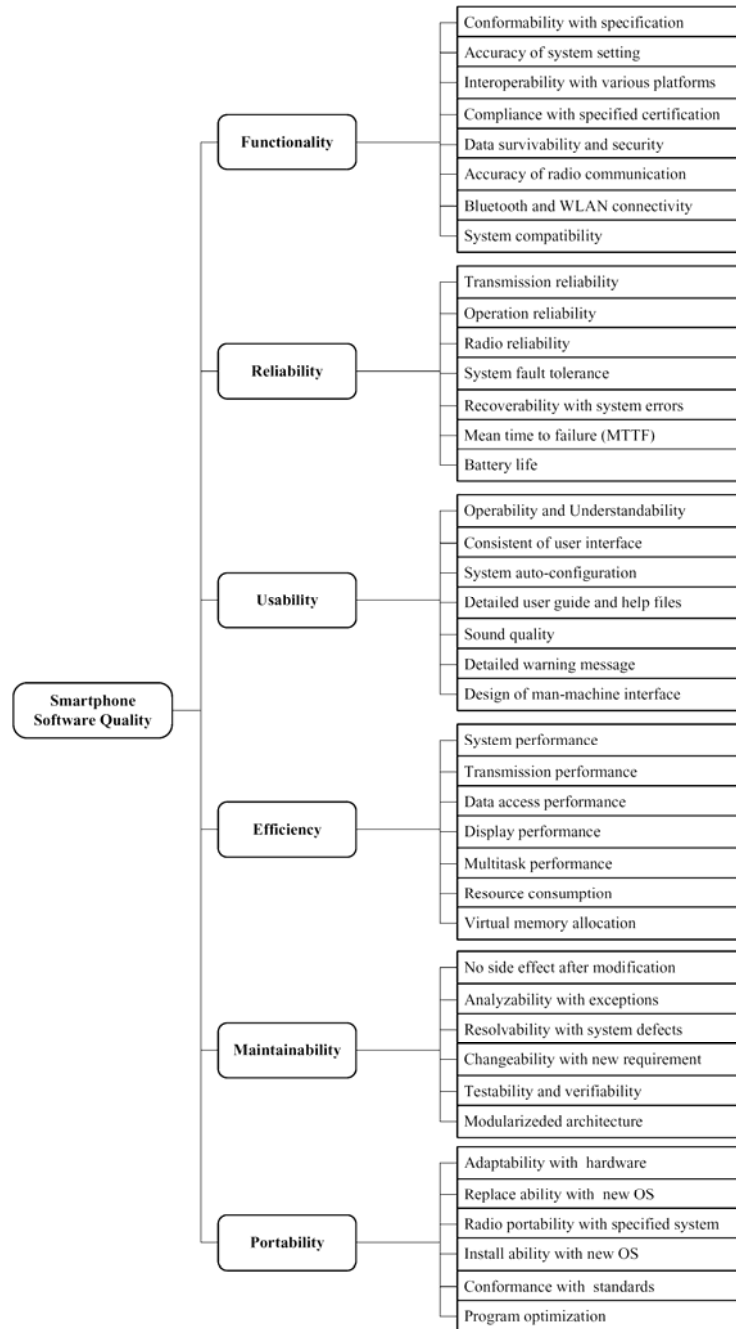 Smartphone
Software Quality
Functionality
Conformability with specification
Accuracy of system setting
Interoperability with various platforms
Compliance with specified certification
Data survivability and security
Accuracy of radio communication
Bluetooth and WLAN connectivity
System compatibility
Reliability
Transmission reliability
Operation reliability
Radio reliability
System fault tolerance
Recoverability with system errors
Mean time to failure (MTTF)
Battery life
Usability
Operability and Understandability
Consistent of user interface
System auto-configuration
Detailed user guide and help files
Sound quality
Detailed warning message
Design of man-machine interface
Efficiency
System performance
Transmission performance
Data access performance
Display performance
Multitask performance
Resource consumption
Virtual memory allocation
Maintainability
No side effect after modification
Analyzability with exceptions
Resolvability with system defects
Changeability with new requirement
Testability and verifiability
Modularizeded architecture
Portability
Adaptability with hardware
Replace ability with new OS
Radio portability with specified system
Install ability with new OS
Conformance with standards
Program optimization